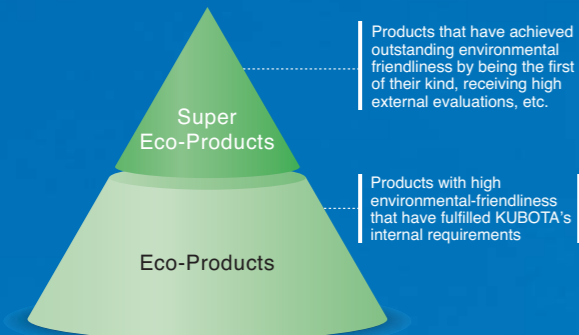 Products that have achieved
outstanding environmental
friendliness by being the first
of their kind, receiving high
external evaluations, etc.
Super
Eco-Products
Products with high
environmental-friendliness
that have fulfilled KUBOTA's
internal requirements
Eco-Products